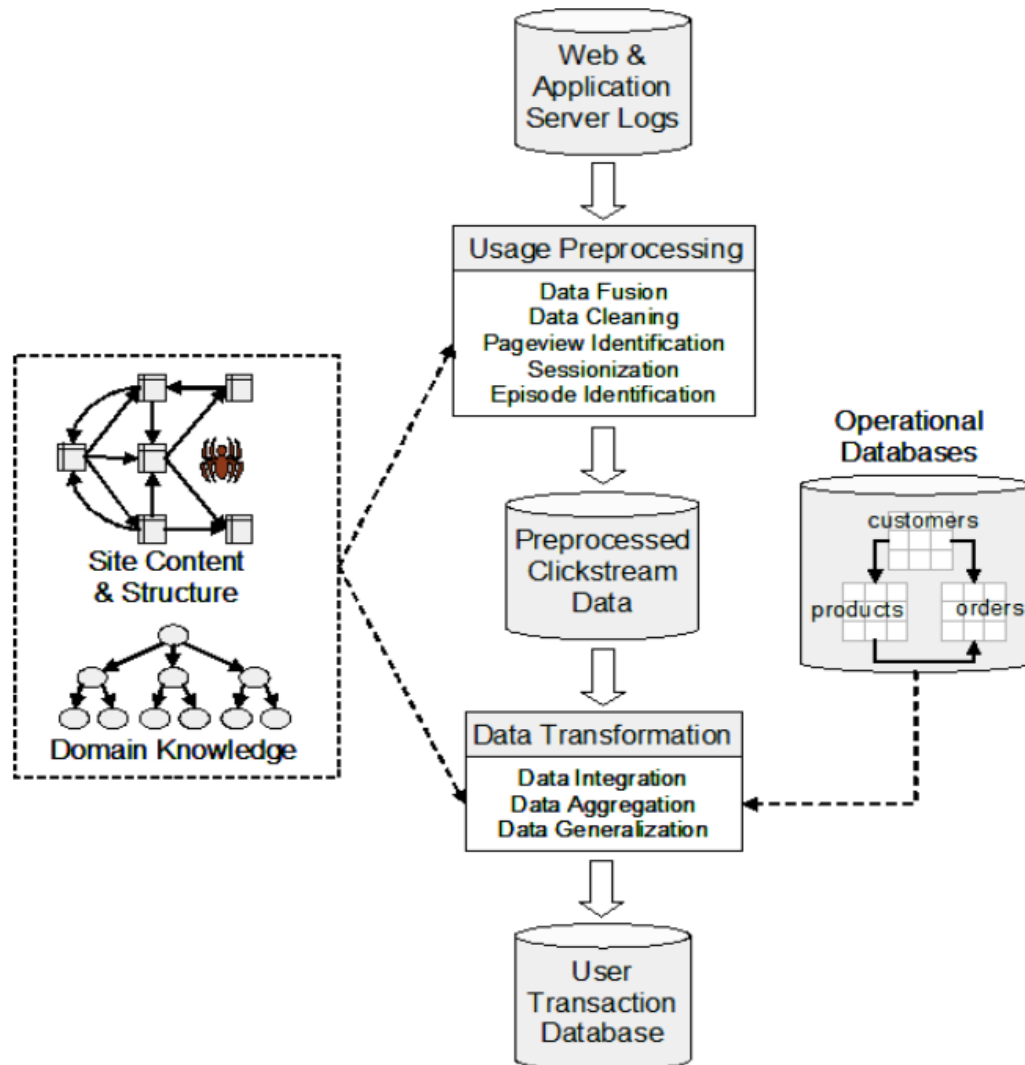 Web &
Application
Server Logs
Usage Preprocessing
Data Fusion
Data Cleaning
Pageview Identification
Sessionization
Episode Identification
Site Content
& Structure
Domain Knowledge
Preprocessed
Clickstream
Data
Operational
Databases
customers
products
orders
Data Transformation
Data Integration
Data Aggregation
Data Generalization
User
Transaction
Database